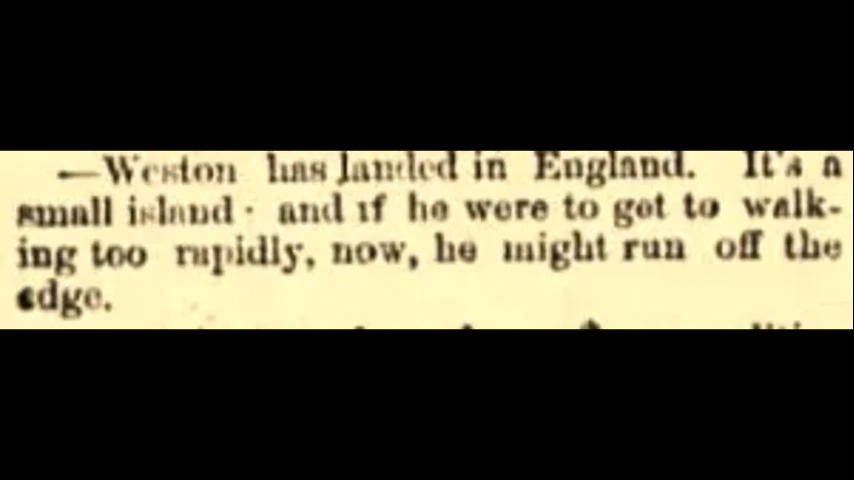 —Weston has landed in England. It's a
small island· and if he were to get to walk-
ing too rapidly, now, he might run off the
edge.